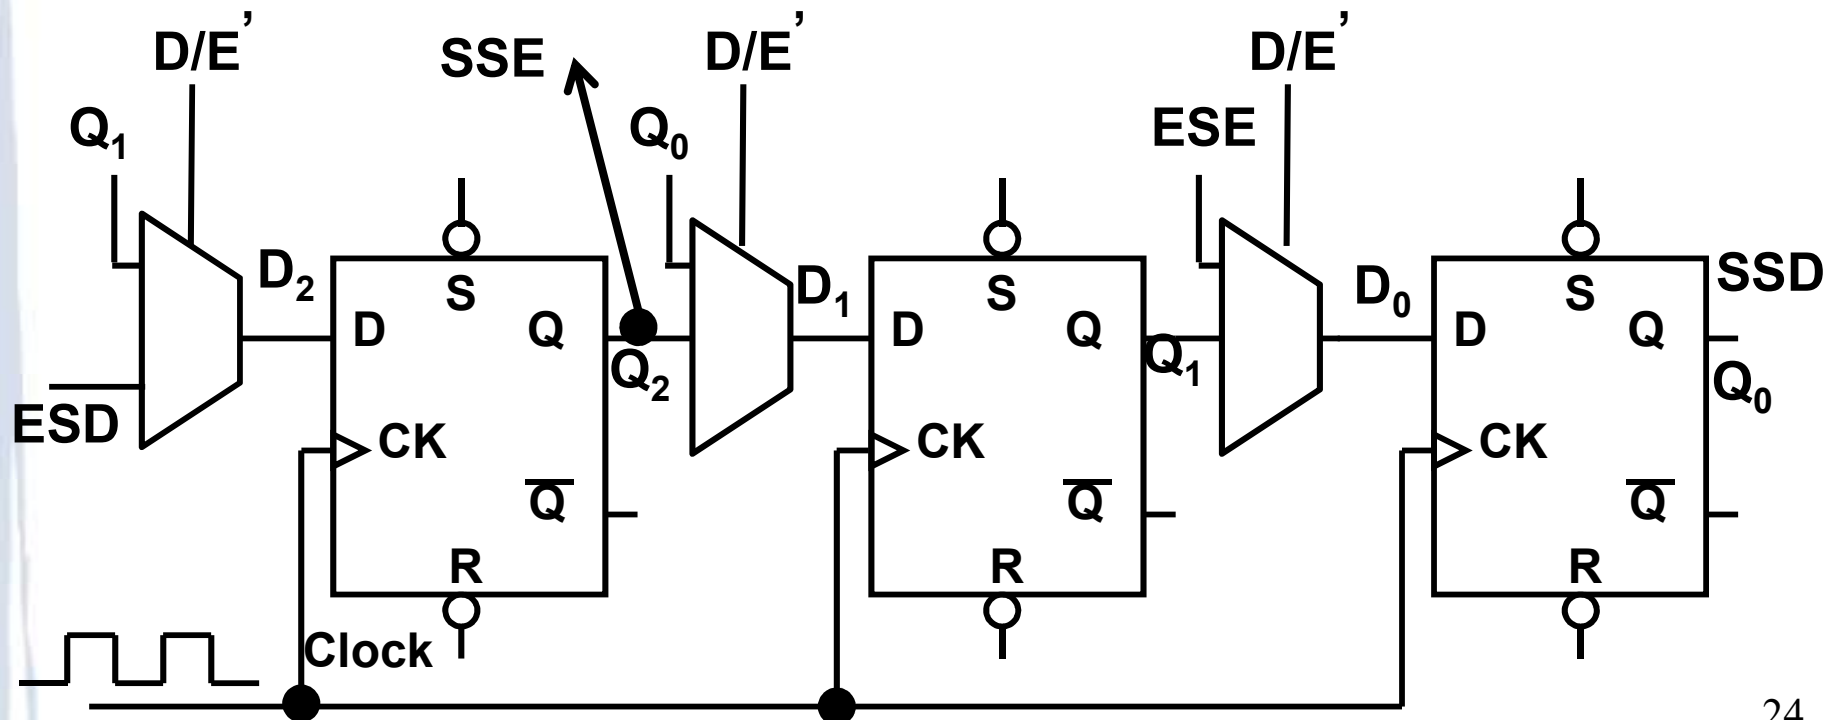 D/E’ SSE D/E’ D/E’
Q₁ Q₀ ESE
D₂ S D₁ S D₀ S SSD
D Q D Q D Q
Q₂ Q₁ Q₀
ESD CK CK CK
Q̅ Q̅ Q̅
R R R
Clock
24